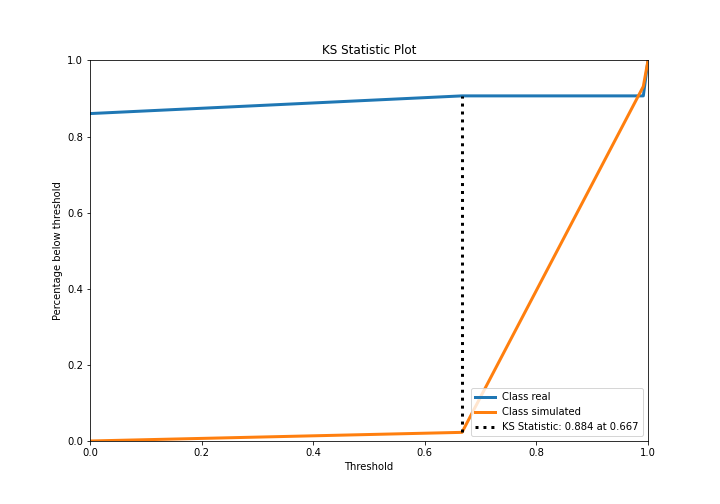 KS Statistic Plot
1.0
0.8
0.6
0.4
0.2
0.0
Percentage below threshold
0.0 0.2 0.4 0.6 0.8 1.0
Threshold
Class real
Class simulated
KS Statistic: 0.884 at 0.667